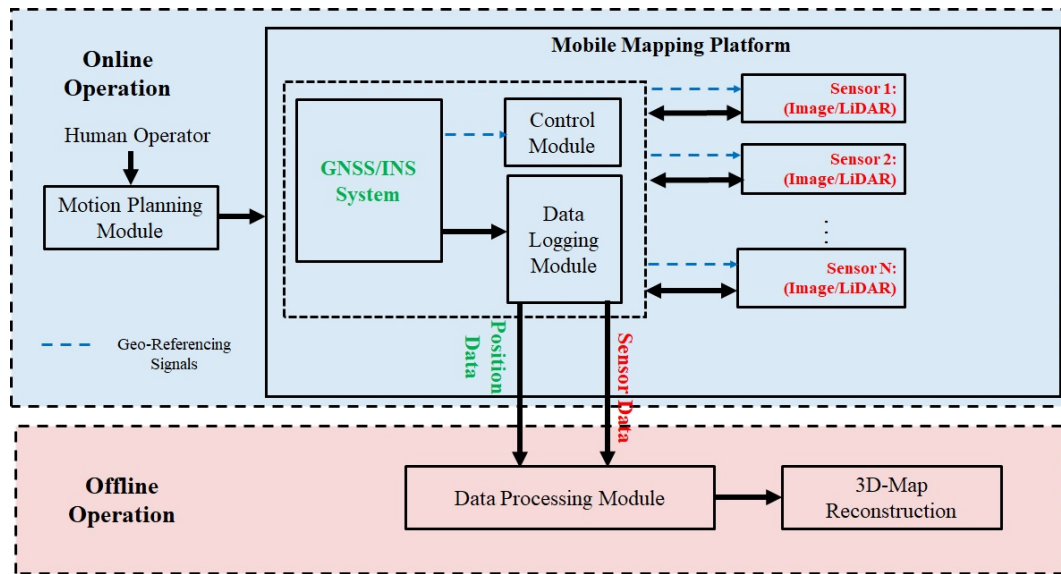 Online
Operation
Human Operator
Motion Planning
Module
Geo-Referencing
Signals
Mobile Mapping Platform
GNSS/INS
System
Control
Module
Data
Logging
Module
Sensor 1:
(Image/LiDAR)
Sensor 2:
(Image/LiDAR)
Sensor N:
(Image/LiDAR)
Position
Data
Sensor Data
Offline
Operation
Data Processing Module
3D-Map
Reconstruction